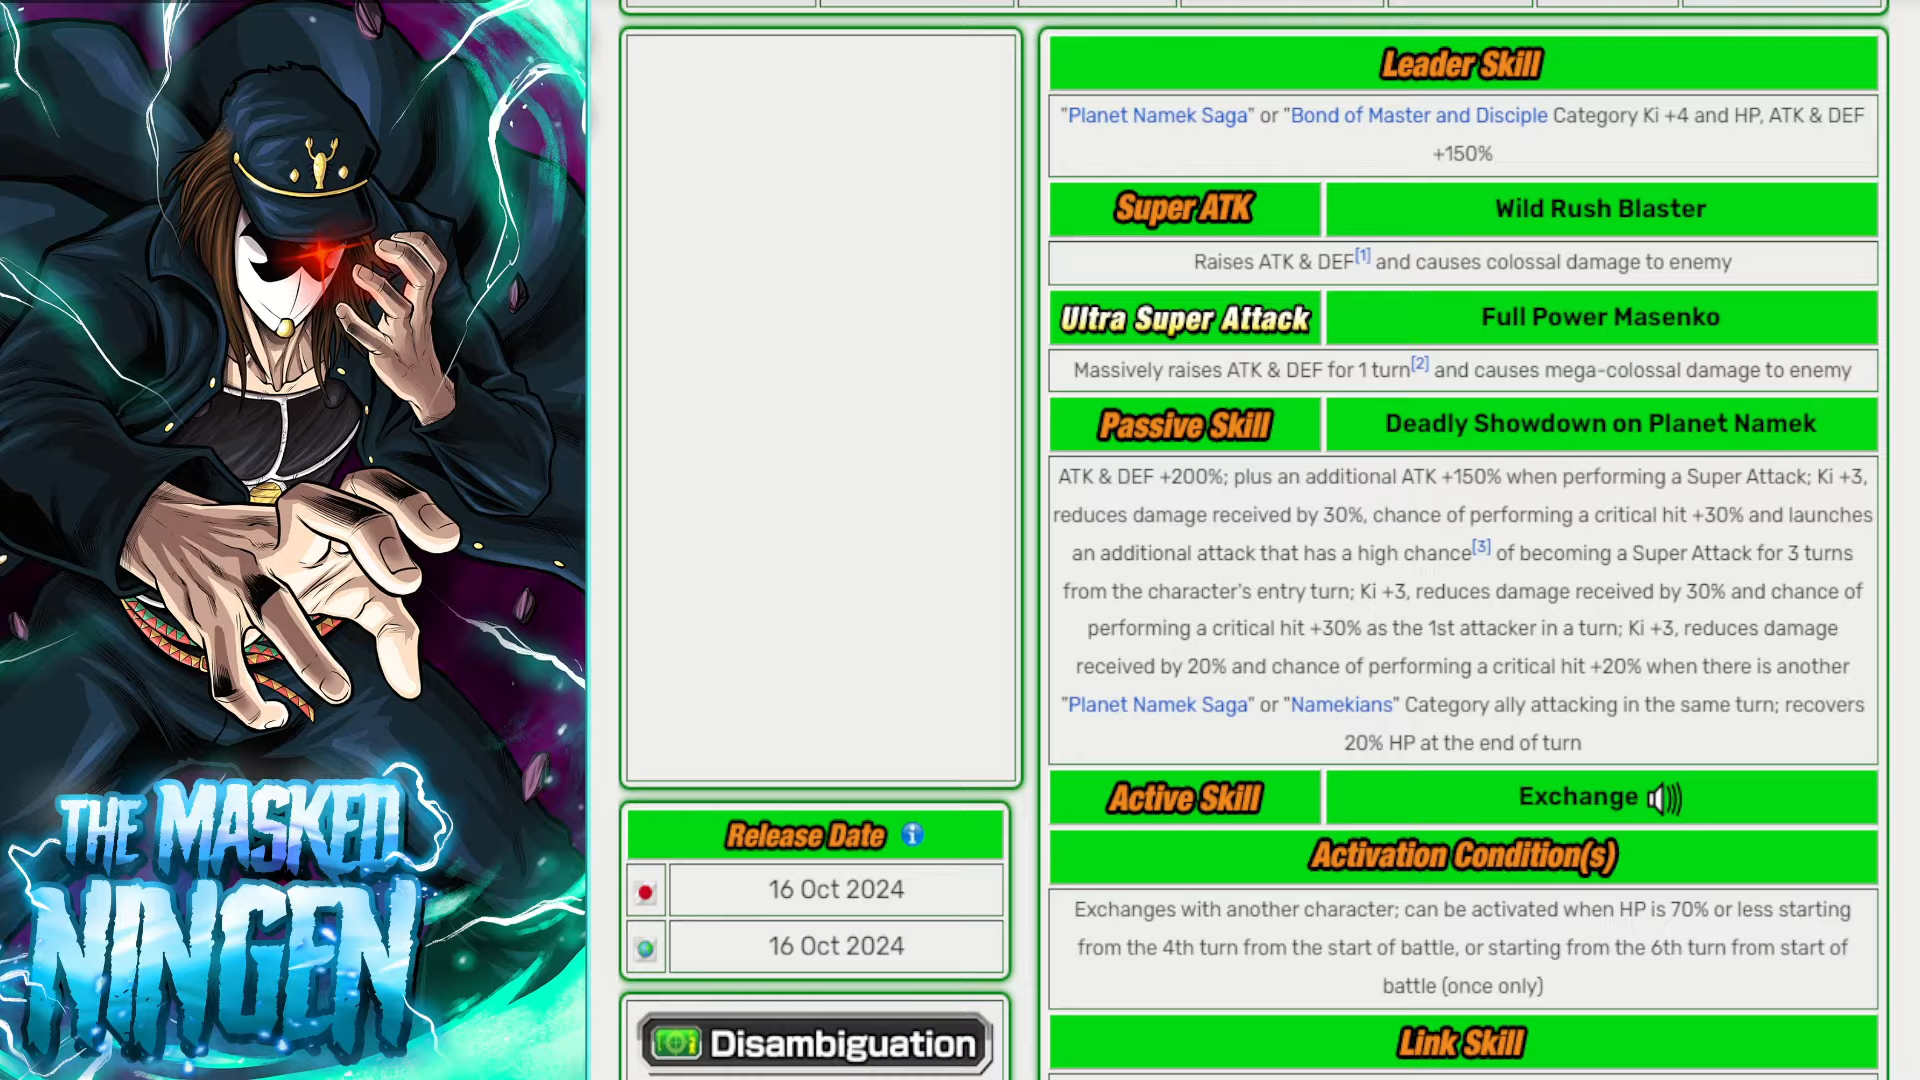 THE MASKED
NINGEN
Leader Skill
"Planet Namek Saga" or "Bond of Master and Disciple Category Ki +4 and HP, ATK & DEF
+150%
Super ATK
Wild Rush Blaster
Raises ATK & DEF[1] and causes colossal damage to enemy
Ultra Super Attack
Full Power Masenko
Massively raises ATK & DEF for 1 turn[2] and causes mega-colossal damage to enemy
Passive Skill
Deadly Showdown on Planet Namek
ATK & DEF +200%; plus an additional ATK +150% when performing a Super Attack; Ki +3,
reduces damage received by 30%, chance of performing a critical hit +30% and launches
an additional attack that has a high chance[3] of becoming a Super Attack for 3 turns
from the character's entry turn; Ki +3, reduces damage received by 30% and chance of
performing a critical hit +30% as the 1st attacker in a turn; Ki +3, reduces damage
received by 20% and chance of performing a critical hit +20% when there is another
"Planet Namek Saga" or "Namekians" Category ally attacking in the same turn; recovers
20% HP at the end of turn
Active Skill
Exchange
Activation Condition(s)
Exchanges with another character; can be activated when HP is 70% or less starting
from the 4th turn from the start of battle, or starting from the 6th turn from start of
battle (once only)
Link Skill
Release Date
16 Oct 2024
16 Oct 2024
Disambiguation